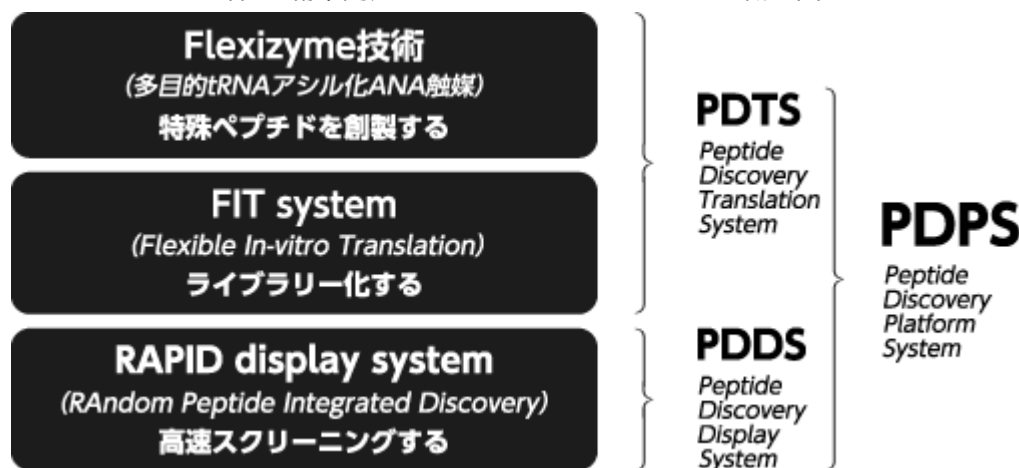 Flexizyme技術
(多目的tRNAアシル化ANA触媒)
特殊ペプチドを創製する
FIT system
(Flexible In-vitro Translation)
ライブラリー化する
RAPID display system
(RAndom Peptide Integrated Discovery)
高速スクリーニングする
PDTS
Peptide
Discovery
Translation
System
PDDS
Peptide
Discovery
Display
System
PDPS
Peptide
Discovery
Platform
System